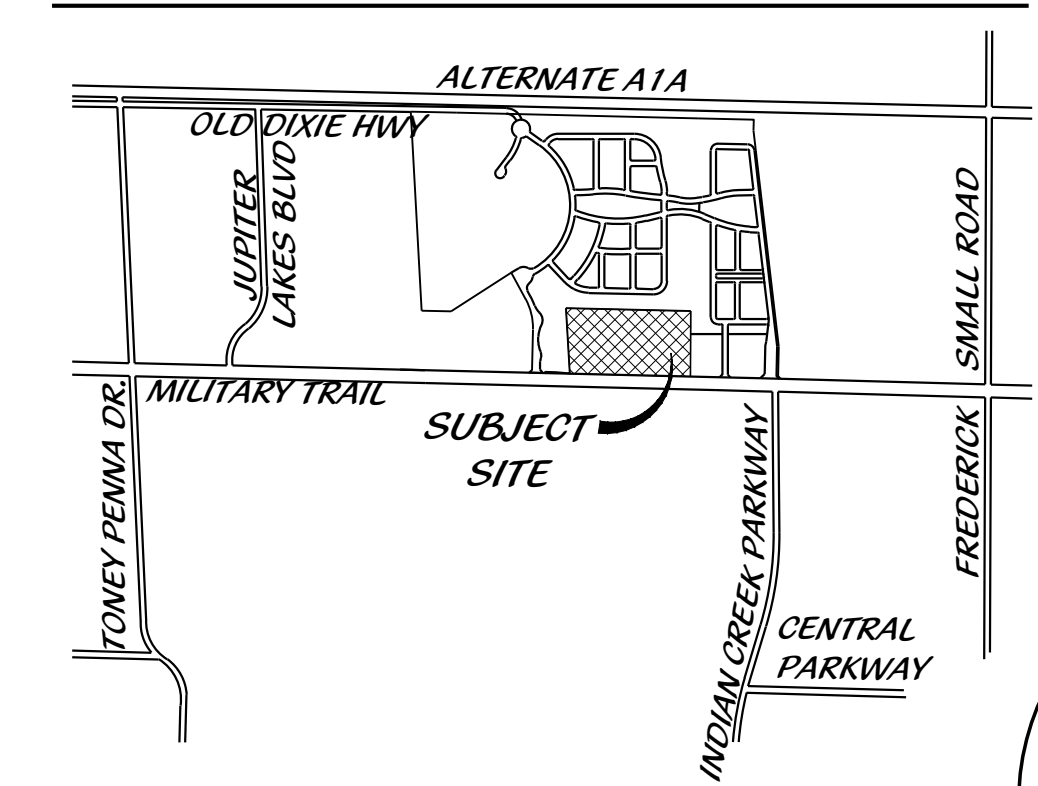 ALTERNATE A1A
OLD DIXIE HWY
JUPITER
LAKES BLVD
SMALL ROAD
MILITARY TRAIL
SUBJECT
SITE
TONEY PENNA DR.
INDIAN CREEK PARKWAY
FREDERICK
CENTRAL
PARKWAY